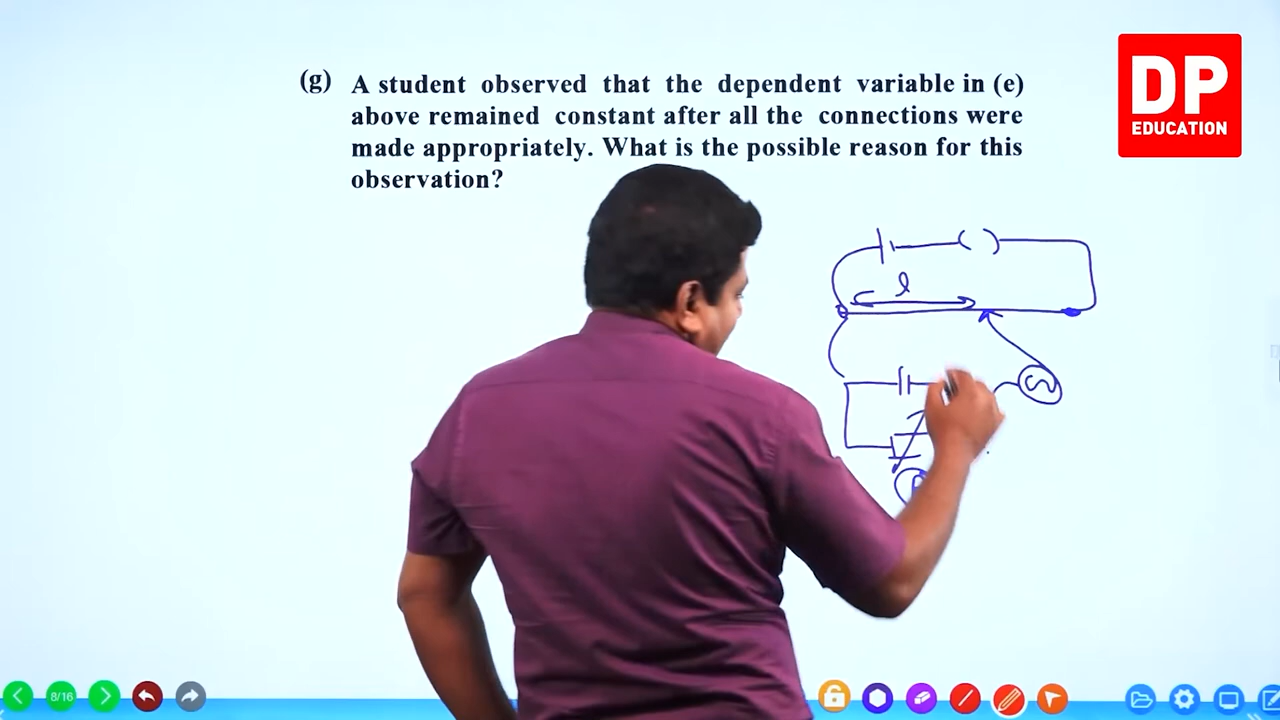 DP
EDUCATION
(g) A student observed that the dependent variable in (e)
above remained constant after all the connections were
made appropriately. What is the possible reason for this
observation?
l
8/16